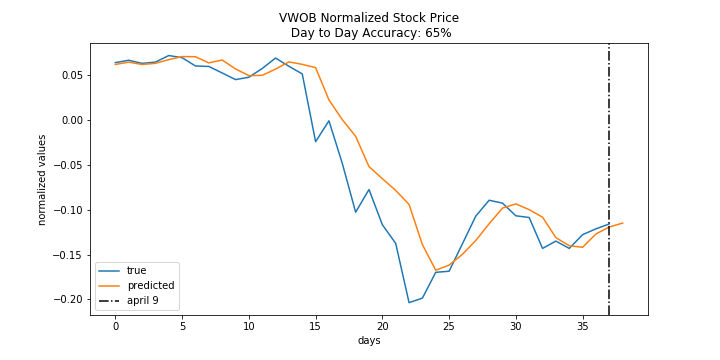 VWOB Normalized Stock Price
Day to Day Accuracy: 65%
normalized values
0.05
0.00
−0.05
−0.10
−0.15
−0.20
true
predicted
april 9
0 5 10 15 20 25 30 35
days